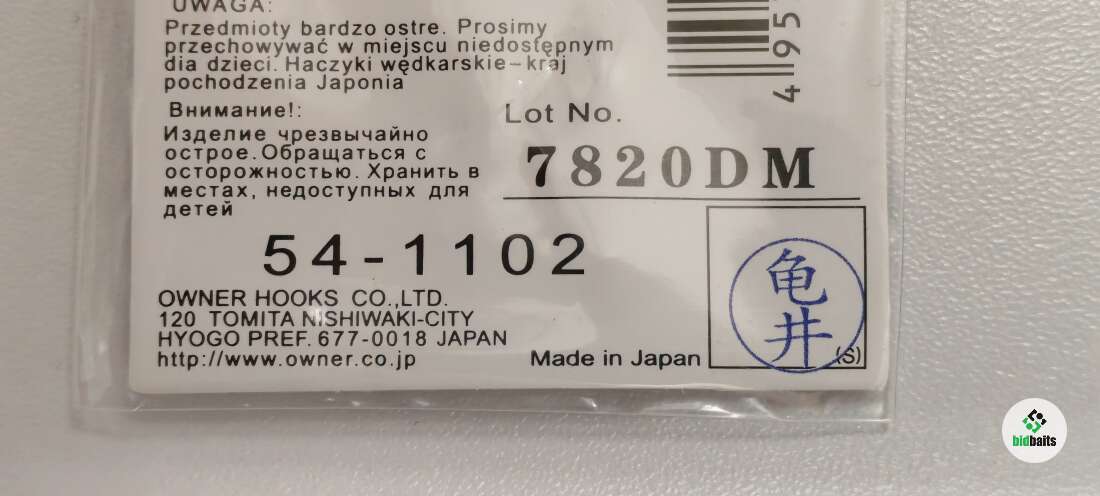 UWAGA:
Przedmioty bardzo ostre. Prosimy
przechowywać w miejscu niedostępnym
dla dzieci. Haczyki wędkarskie–kraj
pochodzenia Japonia
Внимание!:
Изделие чрезвычайно
острое. Обращаться с
осторожностью. Хранить в
местах, недоступных для
детей
4 95
Lot No.
7820DM
54-1102
OWNER HOOKS CO.,LTD.
120 TOMITA NISHIWAKI-CITY
HYOGO PREF. 677-0018 JAPAN
http://www.owner.co.jp
Made in Japan
亀井
(S)
bidbaits